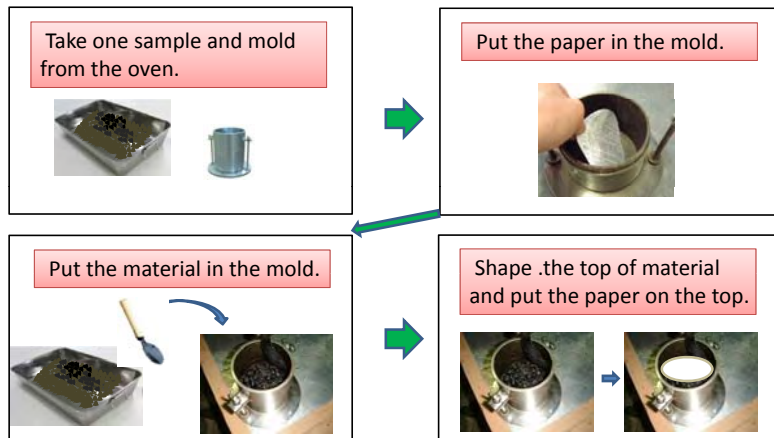 Take one sample and mold
from the oven.
Put the paper in the mold.
Put the material in the mold.
Shape .the top of material
and put the paper on the top.